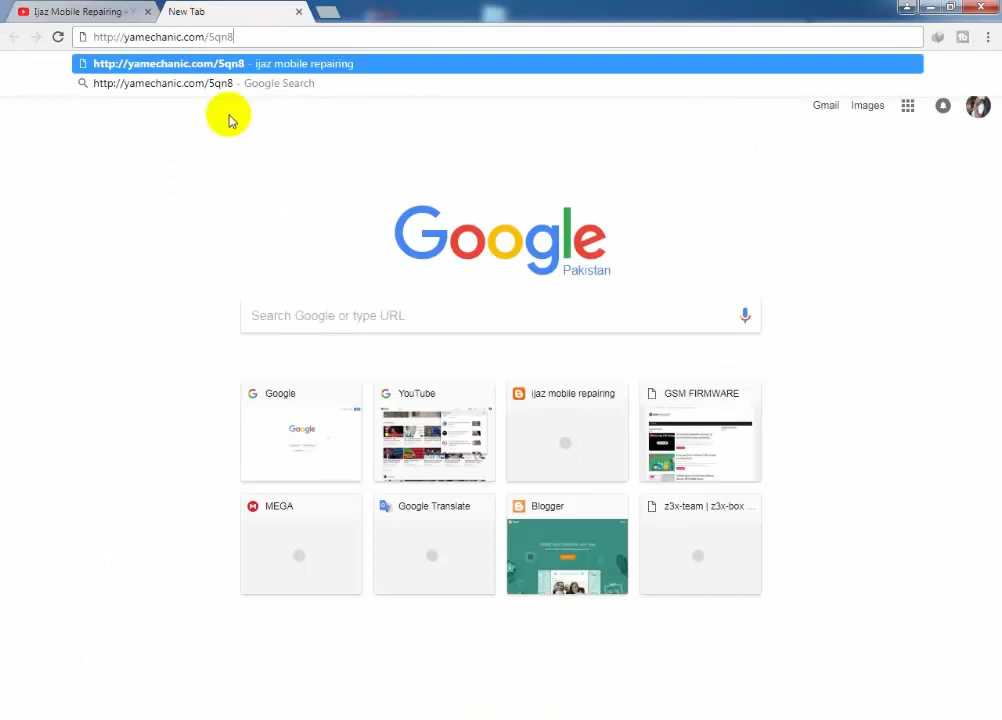 Ijaz Mobile Repairing - Y
New Tab
http://yamechanic.com/5qn8
http://yamechanic.com/5qn8 - ijaz mobile repairing
http://yamechanic.com/5qn8 - Google Search
Gmail Images
Google
Pakistan
Search Google or type URL
Google
YouTube
ijaz mobile repairing
GSM FIRMWARE
MEGA
Google Translate
Blogger
z3x-team | z3x-box ...